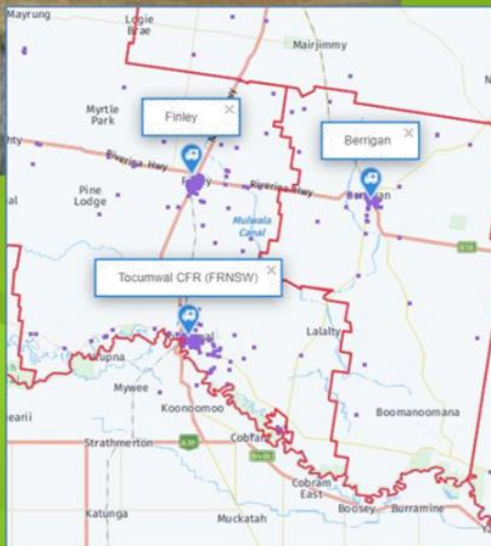 Mayrung
Logie
Brae
Mairjimmy
Myrtle
Park
Finley
Berrigan
Riverina Hwy
Riverina Hwy
Pine
Lodge
Mulwala
Canal
Tocumwal CFR (FRNSW)
Lalalty
Mywee
Koonoomoo
Boomanoomana
Strathmerton
A39
Cobram
East
Katunga
Muckatah
Boosey
Burramine